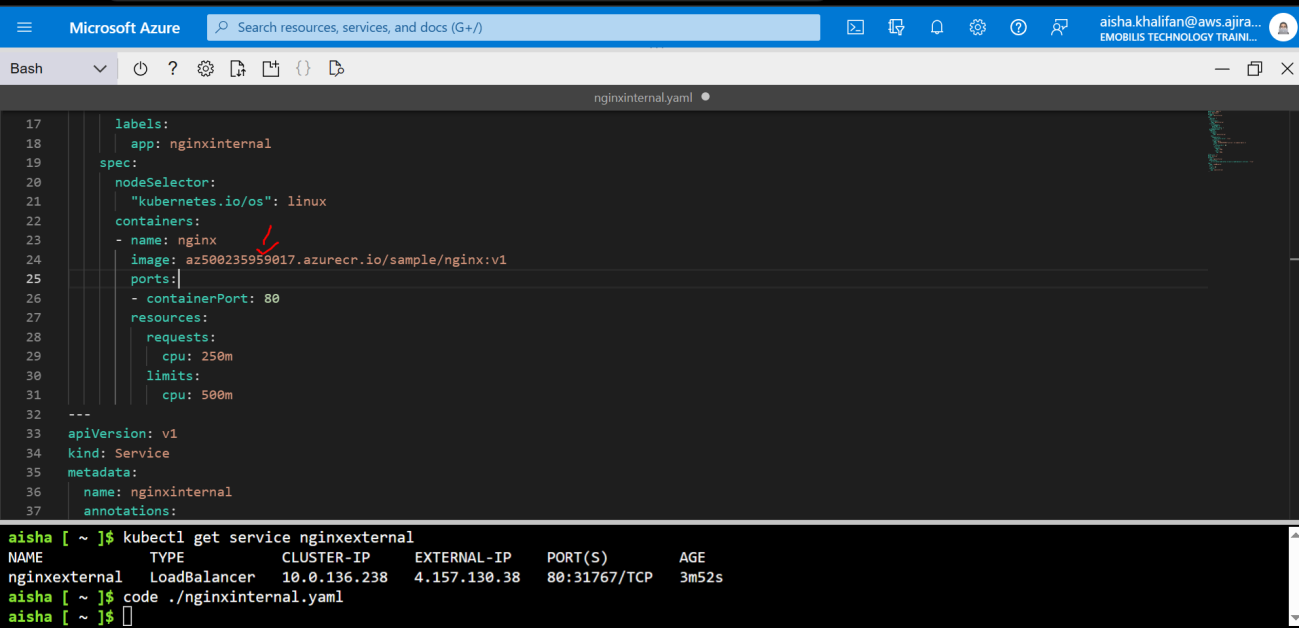 Microsoft Azure
Search resources, services, and docs (G+/)
aisha.khalifan@aws.ajira...
EMOBILIS TECHNOLOGY TRAINI...
Bash
nginxinternal.yaml
17 labels:
18 app: nginxinternal
19 spec:
20 nodeSelector:
21 "kubernetes.io/os": linux
22 containers:
23 - name: nginx
24 image: az500235959017.azurecr.io/sample/nginx:v1
25 ports:
26 - containerPort: 80
27 resources:
28 requests:
29 cpu: 250m
30 limits:
31 cpu: 500m
32 ---
33 apiVersion: v1
34 kind: Service
35 metadata:
36 name: nginxinternal
37 annotations:
aisha [ ~ ]$ kubectl get service nginxexternal
NAME TYPE CLUSTER-IP EXTERNAL-IP PORT(S) AGE
nginxexternal LoadBalancer 10.0.136.238 4.157.130.38 80:31767/TCP 3m52s
aisha [ ~ ]$ code ./nginxinternal.yaml
aisha [ ~ ]$